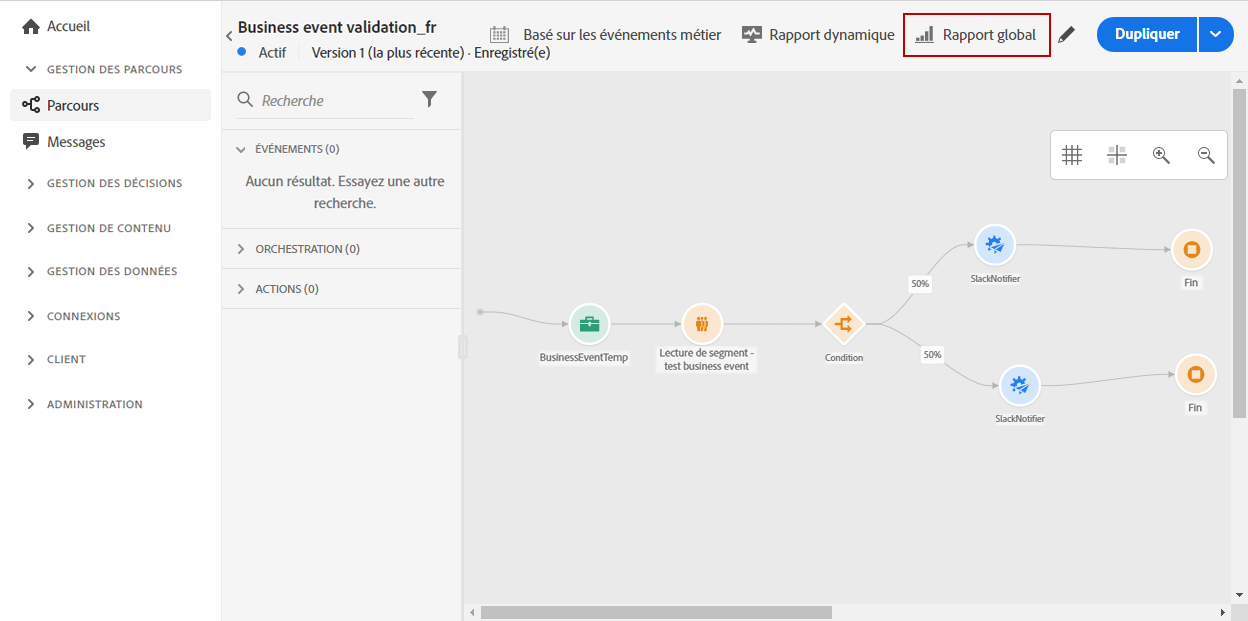 Accueil
GESTION DES PARCOURS
Parcours
Messages
GESTION DES DÉCISIONS
GESTION DE CONTENU
GESTION DES DONNÉES
CONNEXIONS
CLIENT
ADMINISTRATION
Business event validation_fr
Actif
Version 1 (la plus récente) · Enregistré(e)
Basé sur les événements métier
Rapport dynamique
Rapport global
Dupliquer
Recherche
ÉVÉNEMENTS (0)
Aucun résultat. Essayez une autre
recherche.
ORCHESTRATION (0)
ACTIONS (0)
BusinessEventTemp
Lecture de segment -
test business event
Condition
50%
SlackNotifier
Fin
50%
SlackNotifier
Fin